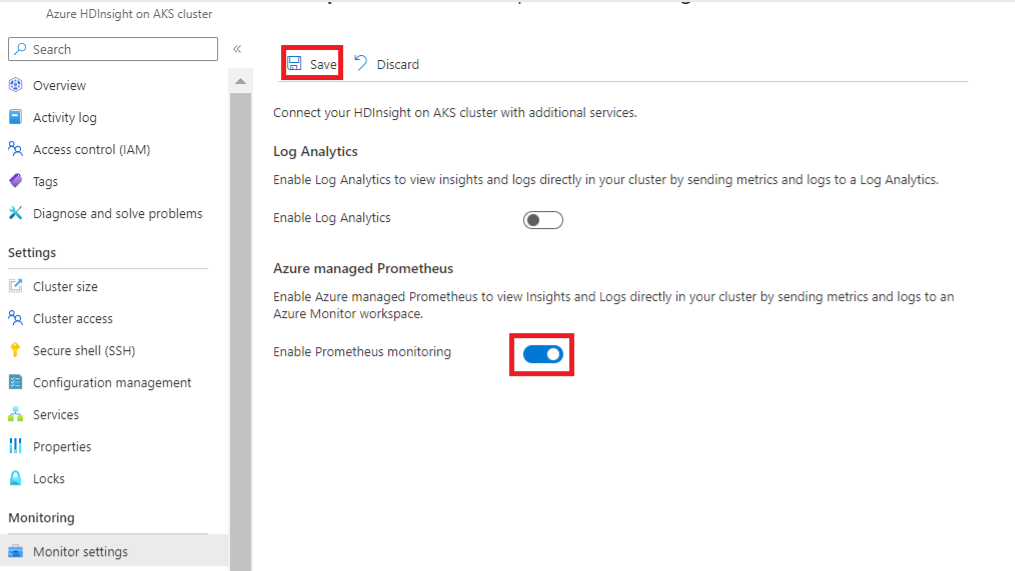 Azure HDInsight on AKS cluster
Search
«
Overview
Activity log
Access control (IAM)
Tags
Diagnose and solve problems
Settings
Cluster size
Cluster access
Secure shell (SSH)
Configuration management
Services
Properties
Locks
Monitoring
Monitor settings
Save Discard
Connect your HDInsight on AKS cluster with additional services.
Log Analytics
Enable Log Analytics to view insights and logs directly in your cluster by sending metrics and logs to a Log Analytics.
Enable Log Analytics
Azure managed Prometheus
Enable Azure managed Prometheus to view Insights and Logs directly in your cluster by sending metrics and logs to an
Azure Monitor workspace.
Enable Prometheus monitoring